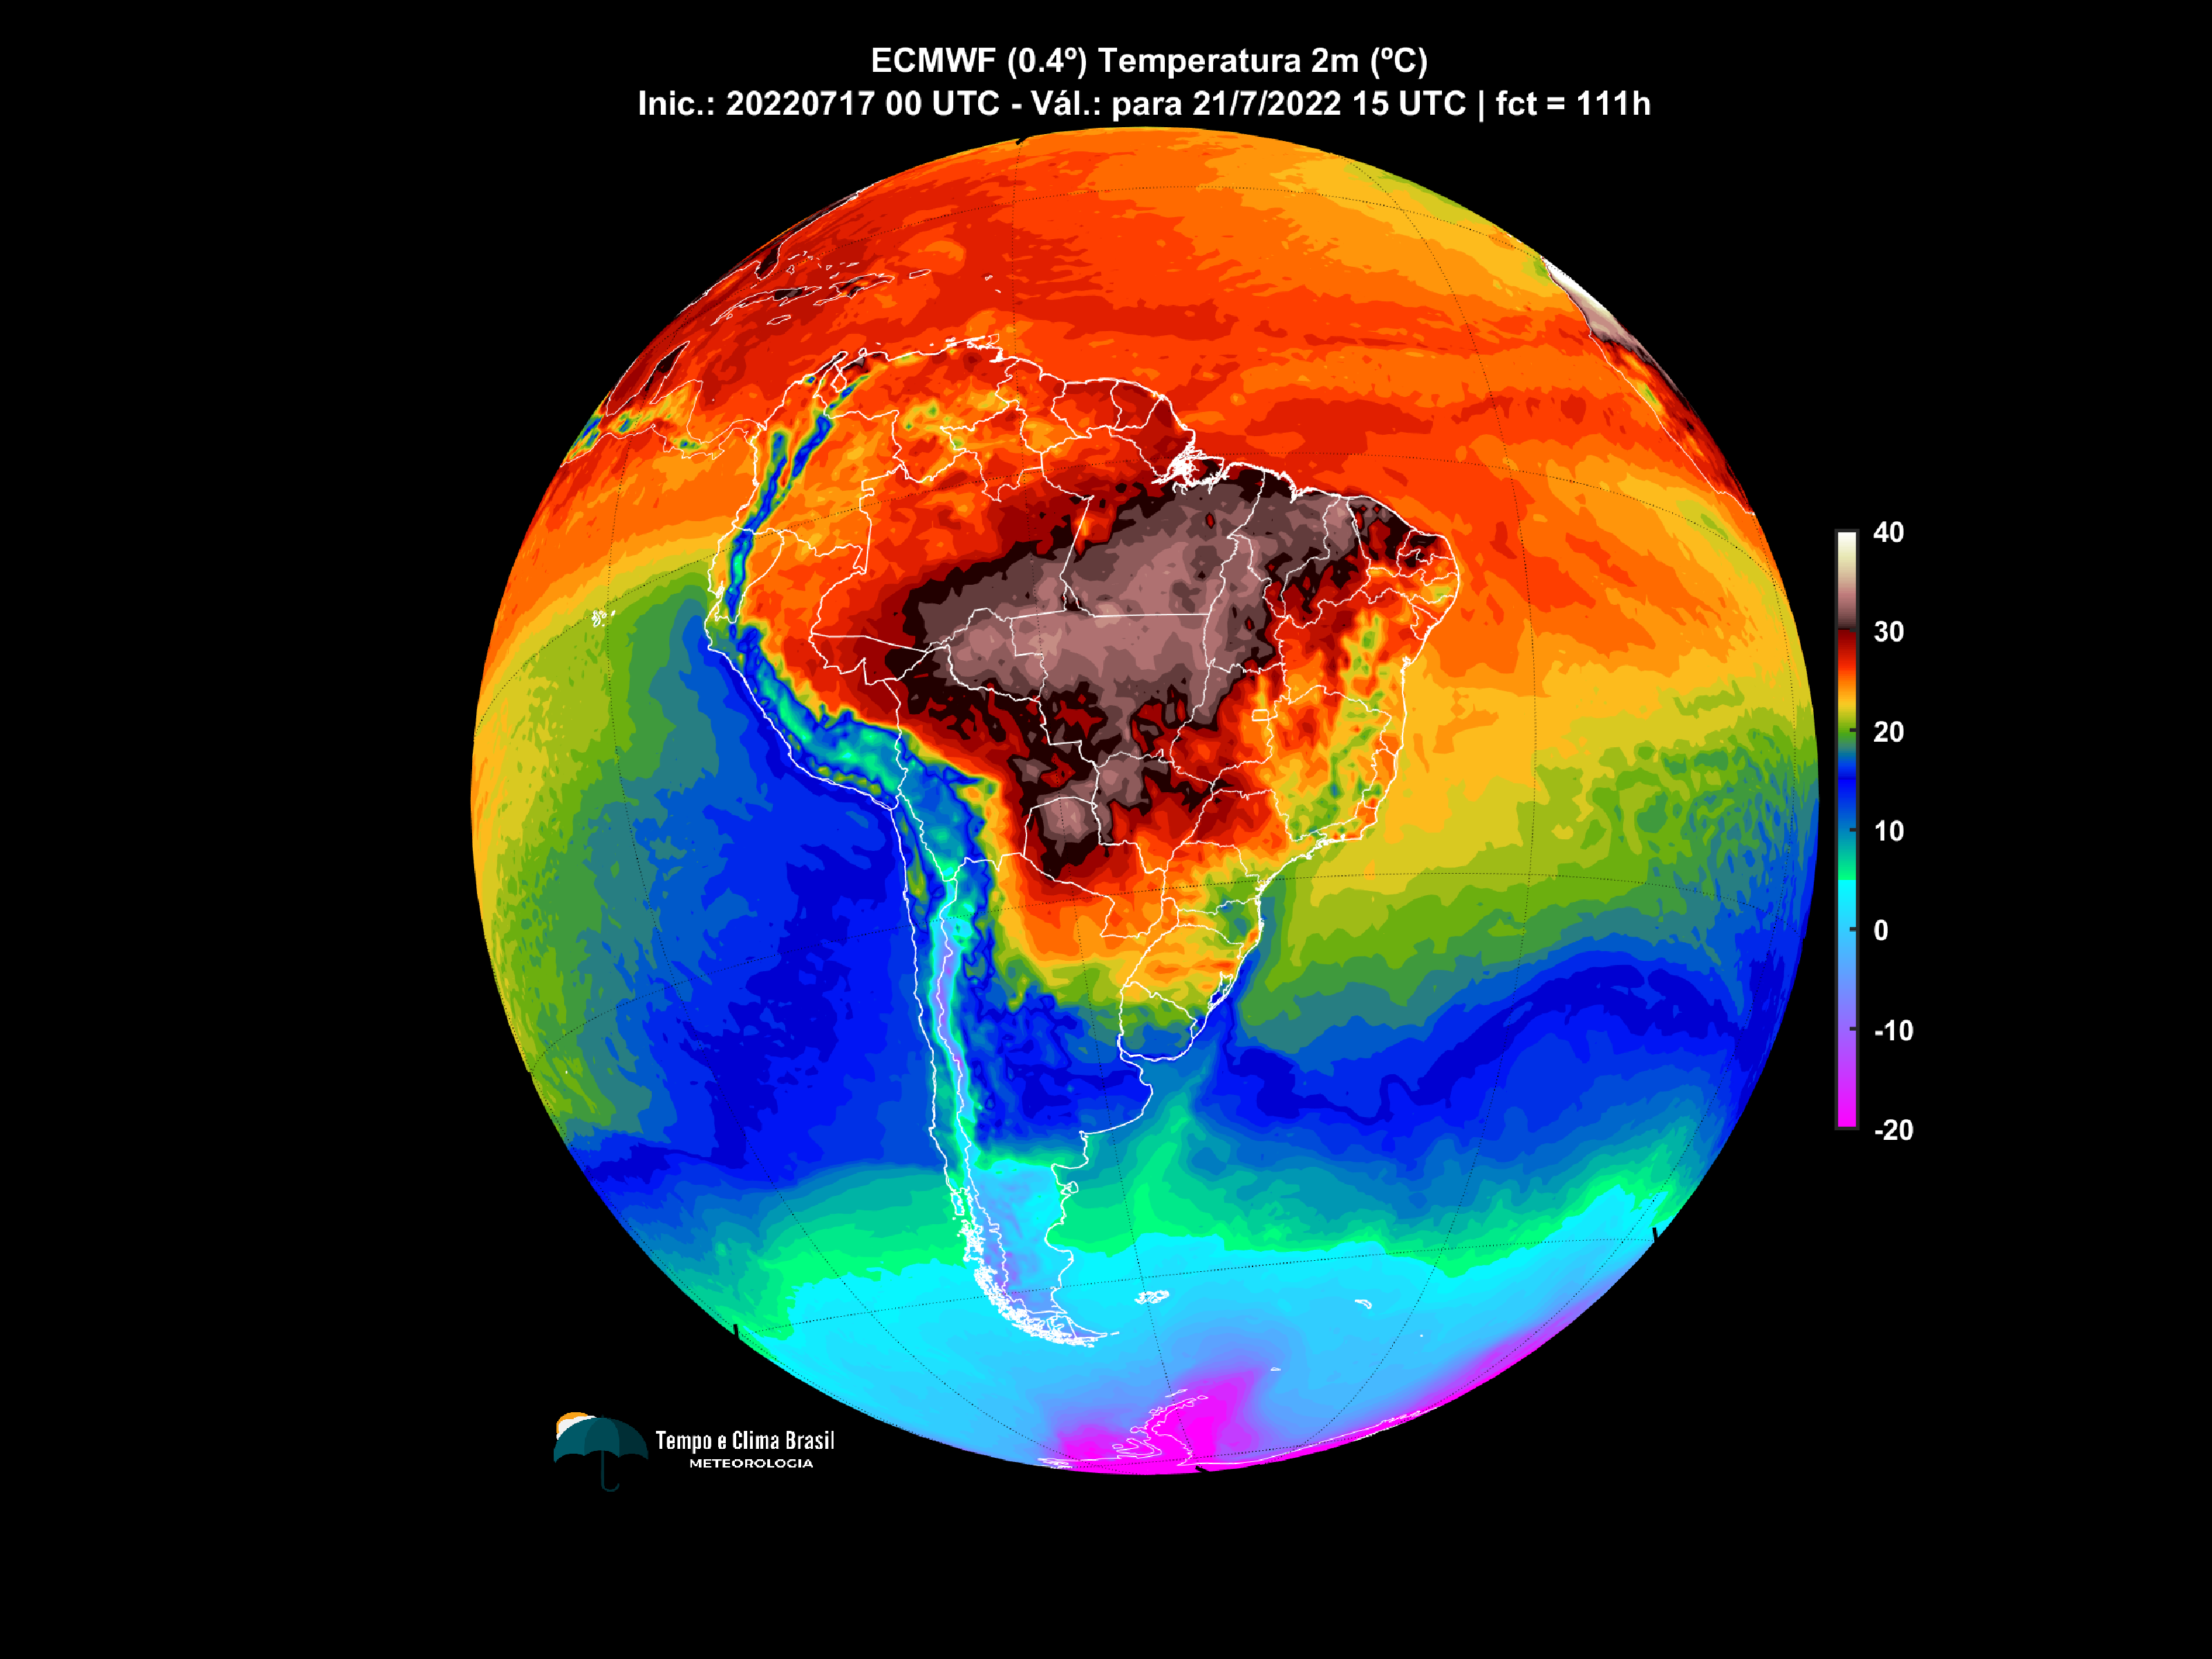 ECMWF (0.4º) Temperatura 2m (ºC)
Inic.: 20220717 00 UTC - Vál.: para 21/7/2022 15 UTC | fct = 111h
40
30
20
10
0
-10
-20
Tempo e Clima Brasil
METEOROLOGIA